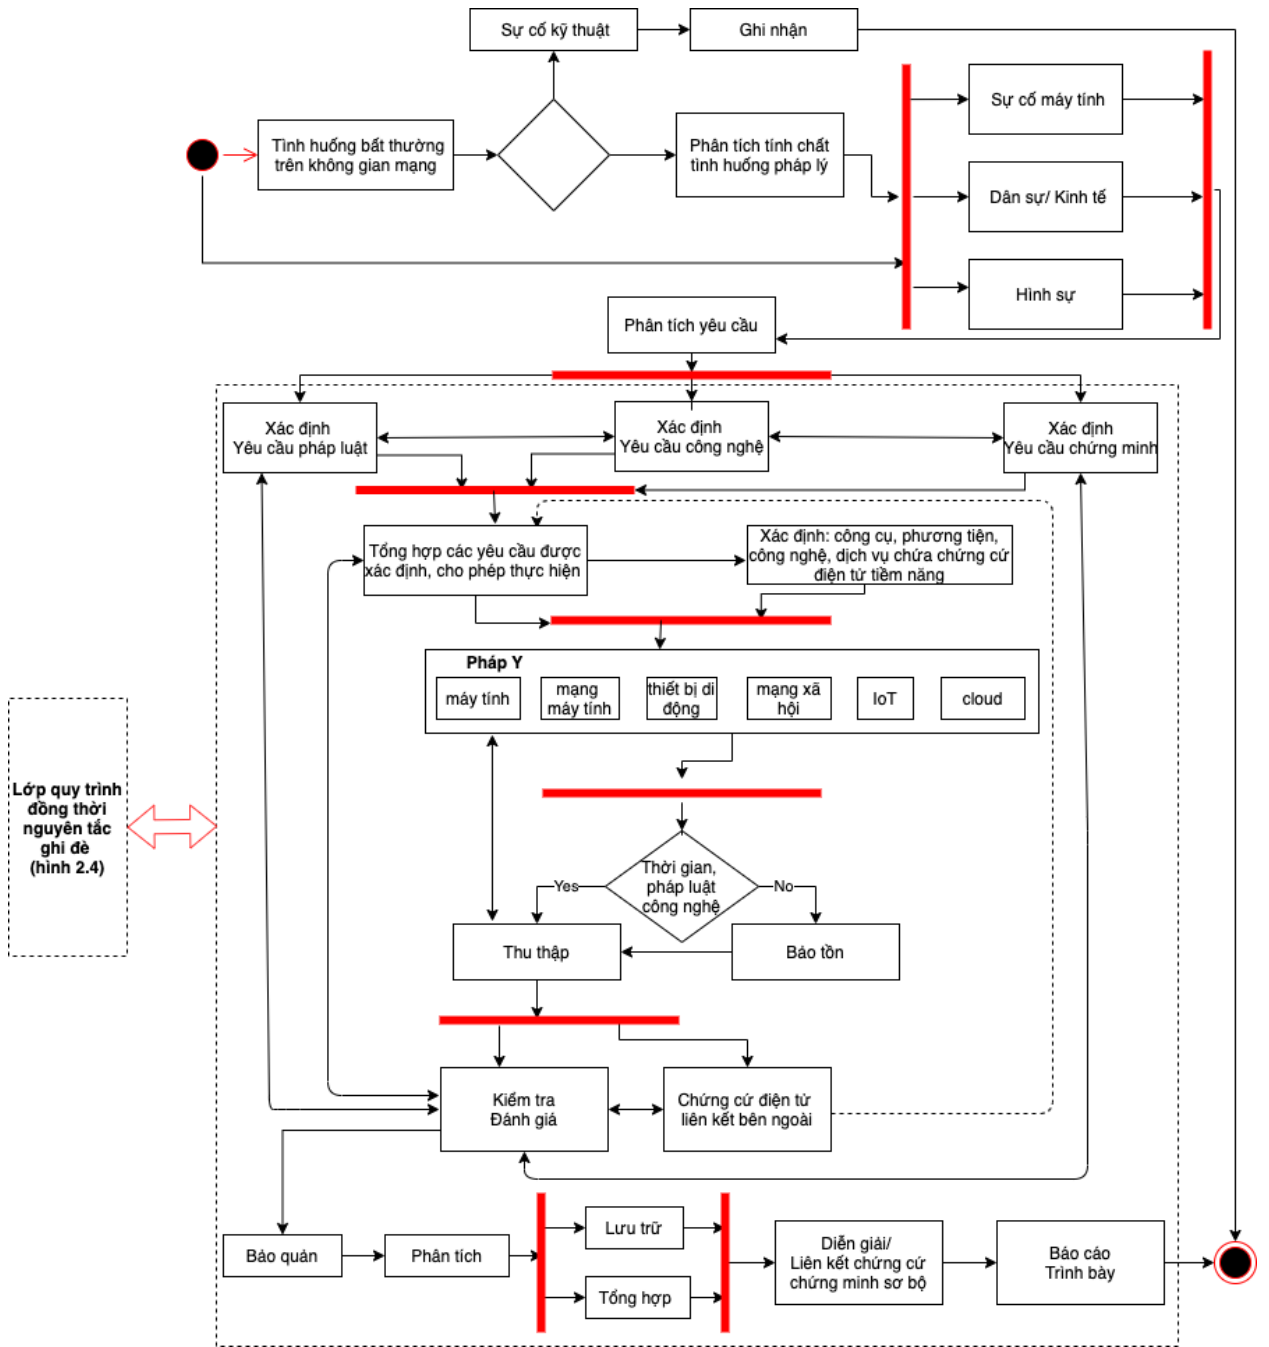 Sự cố kỹ thuật
Ghi nhận
Tình huống bất thường
trên không gian mạng
Phân tích tính chất
tình huống pháp lý
Sự cố máy tính
Dân sự/ Kinh tế
Hình sự
Phân tích yêu cầu
Xác định
Yêu cầu pháp luật
Xác định
Yêu cầu công nghệ
Xác định
Yêu cầu chứng minh
Tổng hợp các yêu cầu được
xác định, cho phép thực hiện
Xác định: công cụ, phương tiện,
công nghệ, dịch vụ chứa chứng cứ
điện tử tiềm năng
Pháp Y
máy tính
mạng
máy tính
thiết bị di
động
mạng xã
hội
IoT
cloud
Lớp quy trình
đồng thời
nguyên tắc
ghi đè
(hình 2.4)
Thời gian,
pháp luật
công nghệ
Yes
No
Thu thập
Bảo tồn
Kiểm tra
Đánh giá
Chứng cứ điện tử
liên kết bên ngoài
Bảo quản
Phân tích
Lưu trữ
Tổng hợp
Diễn giải/
Liên kết chứng cứ
chứng minh sơ bộ
Báo cáo
Trình bày